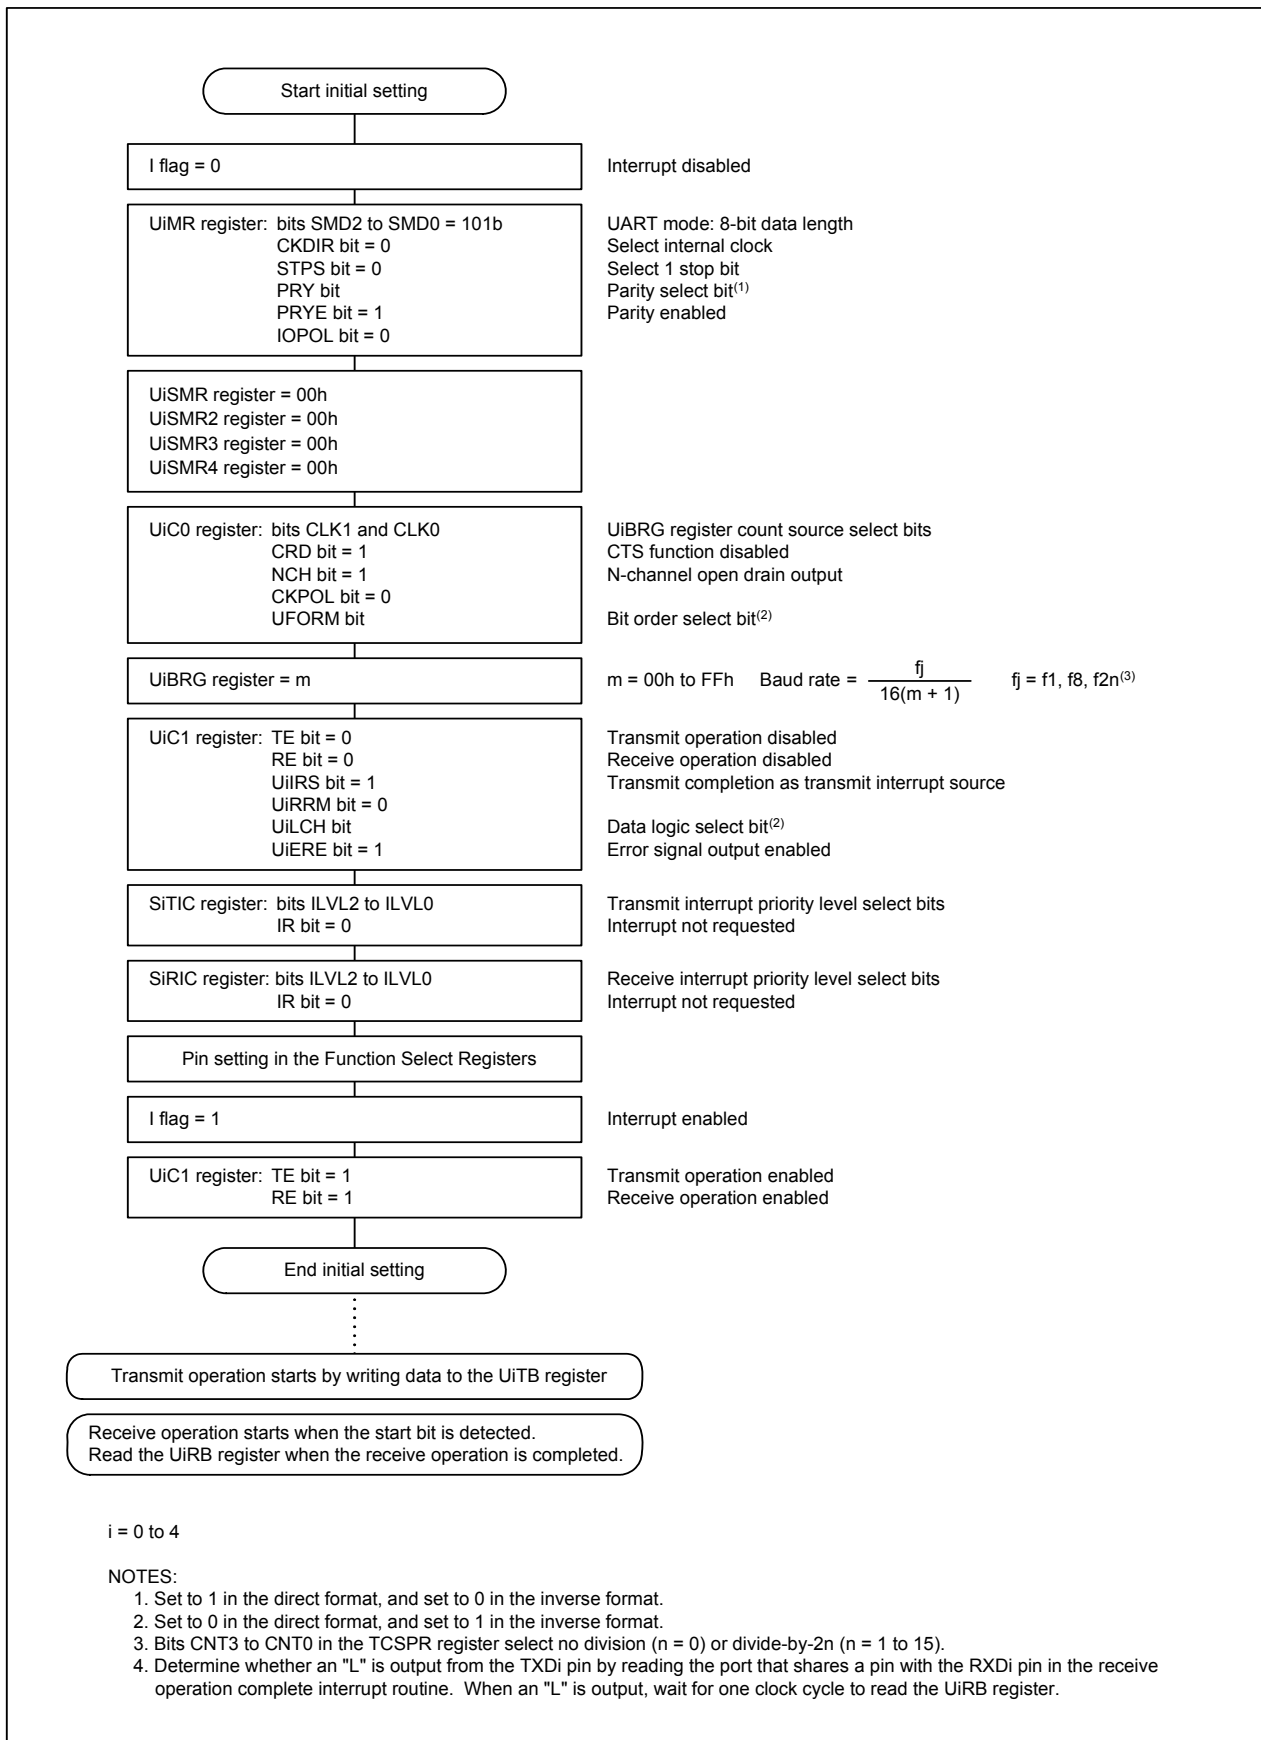 Start initial setting
I flag = 0 Interrupt disabled
UiMR register: bits SMD2 to SMD0 = 101b UART mode: 8-bit data length
CKDIR bit = 0 Select internal clock
STPS bit = 0 Select 1 stop bit
PRY bit Parity select bit(1)
PRYE bit = 1 Parity enabled
IOPOL bit = 0
UiSMR register = 00h
UiSMR2 register = 00h
UiSMR3 register = 00h
UiSMR4 register = 00h
UiC0 register: bits CLK1 and CLK0 UiBRG register count source select bits
CRD bit = 1 CTS function disabled
NCH bit = 1 N-channel open drain output
CKPOL bit = 0
UFORM bit Bit order select bit(2)
UiBRG register = m m = 00h to FFh Baud rate = fj / 16(m + 1) fj = f1, f8, f2n(3)
UiC1 register: TE bit = 0 Transmit operation disabled
RE bit = 0 Receive operation disabled
UiIRS bit = 1 Transmit completion as transmit interrupt source
UiRRM bit = 0
UiLCH bit Data logic select bit(2)
UiERE bit = 1 Error signal output enabled
SiTIC register: bits ILVL2 to ILVL0 Transmit interrupt priority level select bits
IR bit = 0 Interrupt not requested
SiRIC register: bits ILVL2 to ILVL0 Receive interrupt priority level select bits
IR bit = 0 Interrupt not requested
Pin setting in the Function Select Registers
I flag = 1 Interrupt enabled
UiC1 register: TE bit = 1 Transmit operation enabled
RE bit = 1 Receive operation enabled
End initial setting
Transmit operation starts by writing data to the UiTB register
Receive operation starts when the start bit is detected.
Read the UiRB register when the receive operation is completed.
i = 0 to 4
NOTES:
1. Set to 1 in the direct format, and set to 0 in the inverse format.
2. Set to 0 in the direct format, and set to 1 in the inverse format.
3. Bits CNT3 to CNT0 in the TCSPR register select no division (n = 0) or divide-by-2n (n = 1 to 15).
4. Determine whether an "L" is output from the TXDi pin by reading the port that shares a pin with the RXDi pin in the receive
operation complete interrupt routine. When an "L" is output, wait for one clock cycle to read the UiRB register.